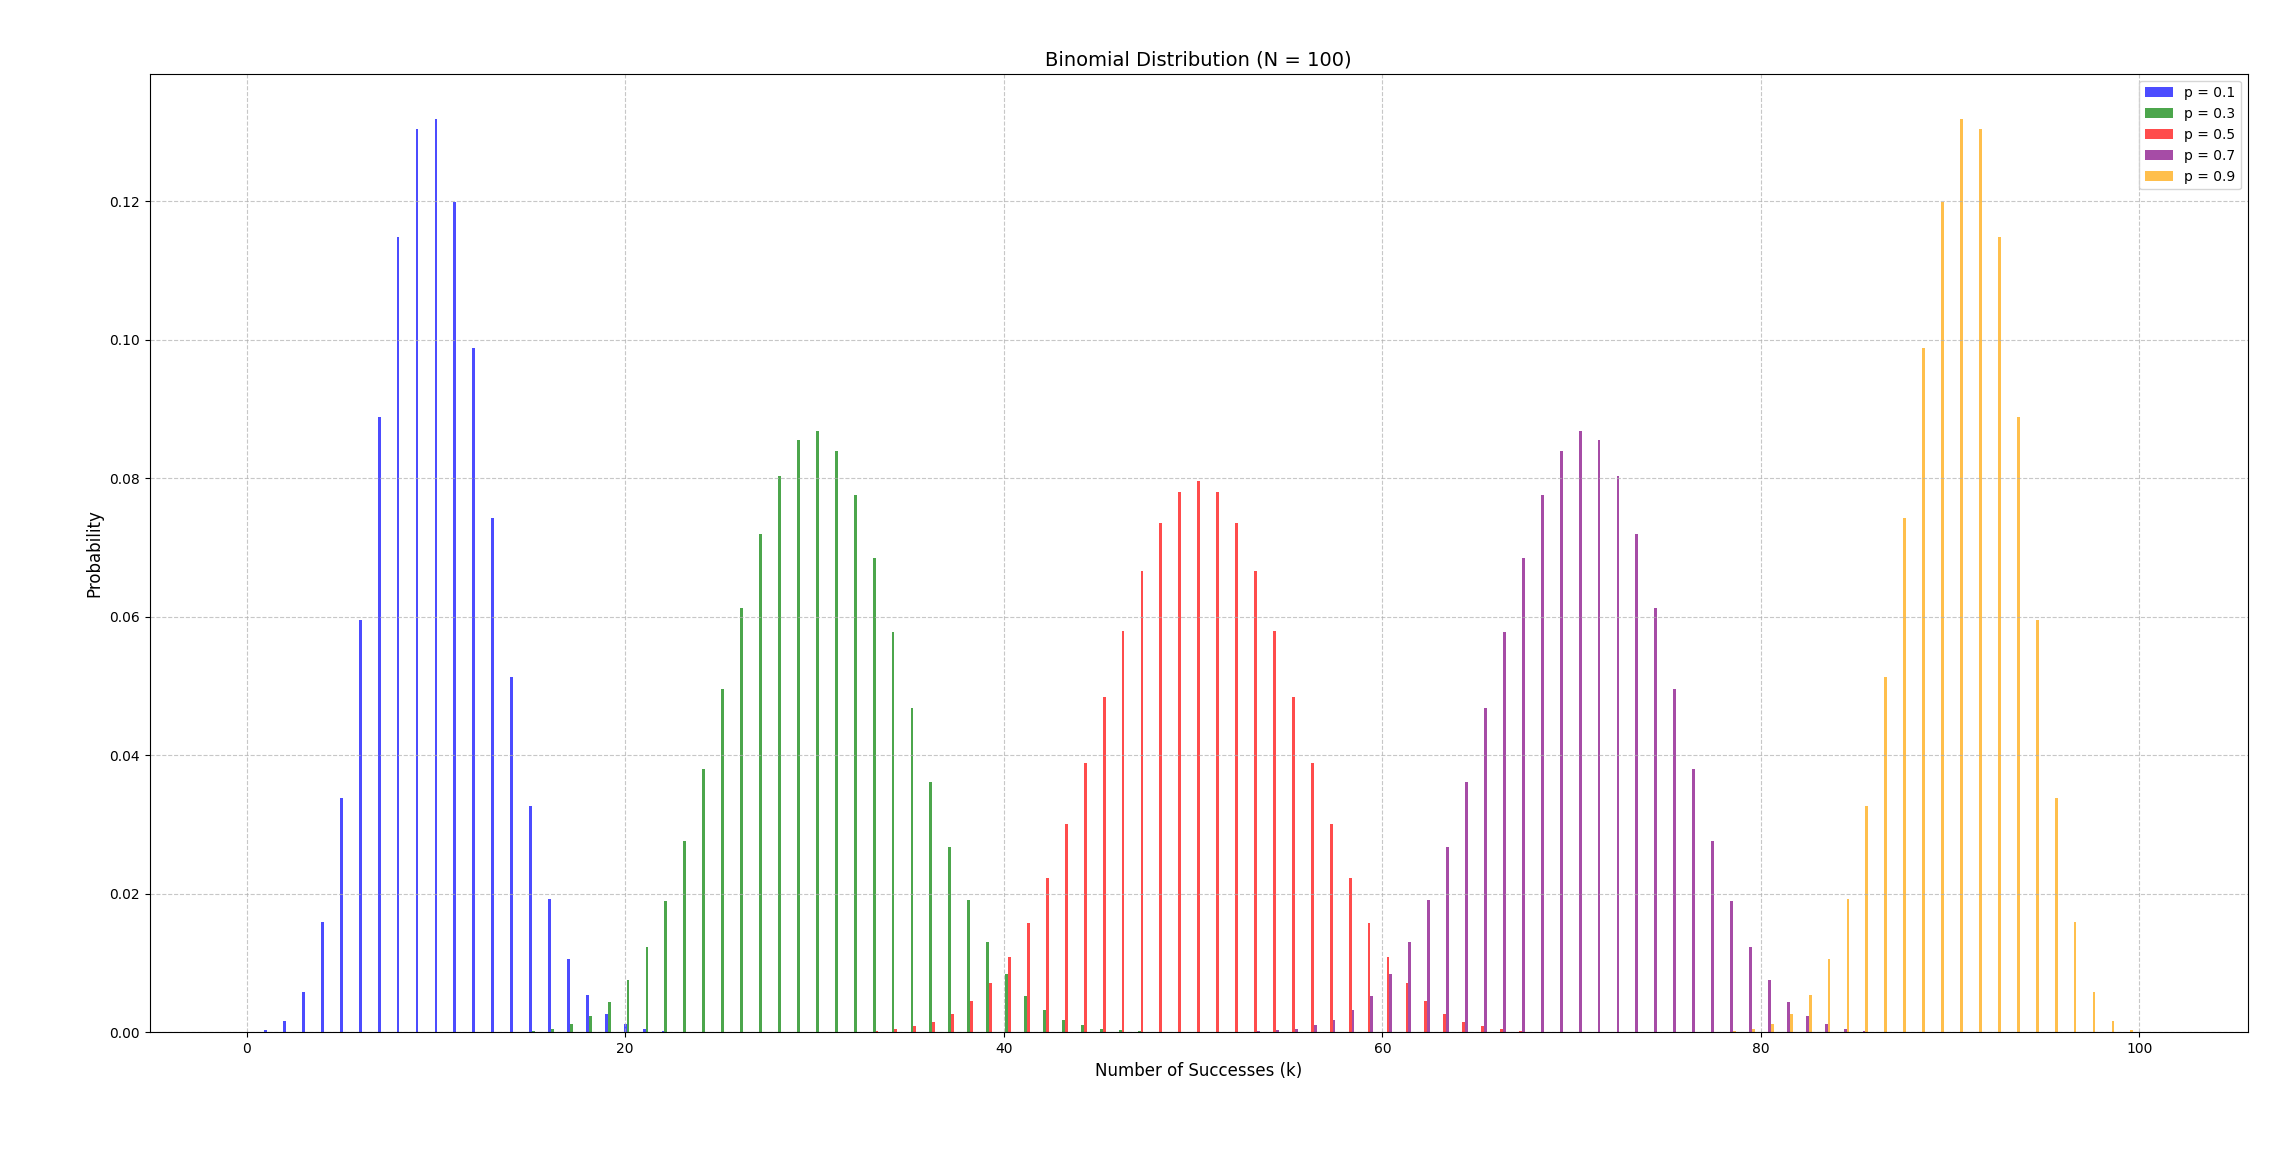 Binomial Distribution (N = 100)
p = 0.1
p = 0.3
p = 0.5
p = 0.7
p = 0.9
0.12
0.10
0.08
0.06
0.04
0.02
0.00
Probability
0 20 40 60 80 100
Number of Successes (k)